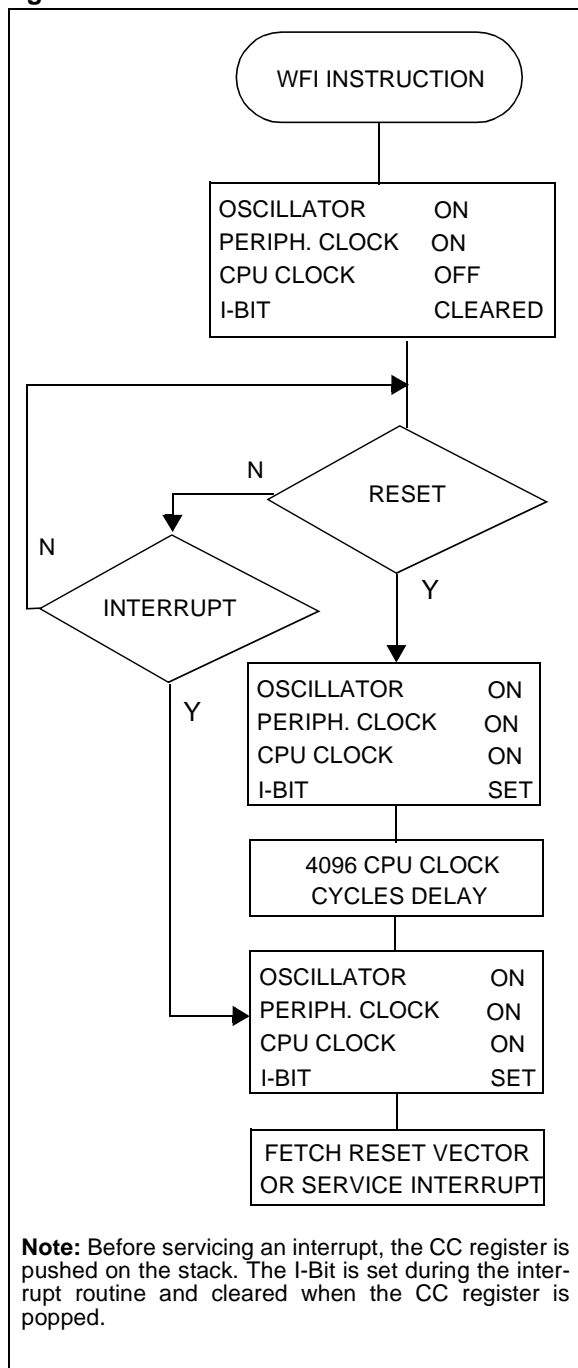 WFI INSTRUCTION
OSCILLATOR ON
PERIPH. CLOCK ON
CPU CLOCK OFF
I-BIT CLEARED
N
RESET
N
INTERRUPT
Y
Y
OSCILLATOR ON
PERIPH. CLOCK ON
CPU CLOCK ON
I-BIT SET
4096 CPU CLOCK
CYCLES DELAY
OSCILLATOR ON
PERIPH. CLOCK ON
CPU CLOCK ON
I-BIT SET
FETCH RESET VECTOR
OR SERVICE INTERRUPT
Note: Before servicing an interrupt, the CC register is
pushed on the stack. The I-Bit is set during the inter-
rupt routine and cleared when the CC register is
popped.